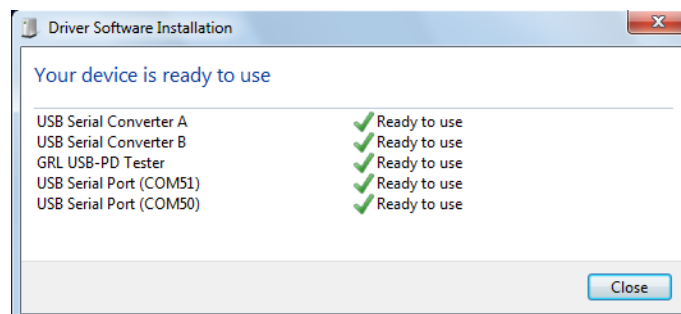 Driver Software Installation
Your device is ready to use
USB Serial Converter A Ready to use
USB Serial Converter B Ready to use
GRL USB-PD Tester Ready to use
USB Serial Port (COM51) Ready to use
USB Serial Port (COM50) Ready to use
Close